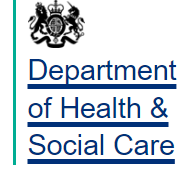 Department
of Health &
Social Care